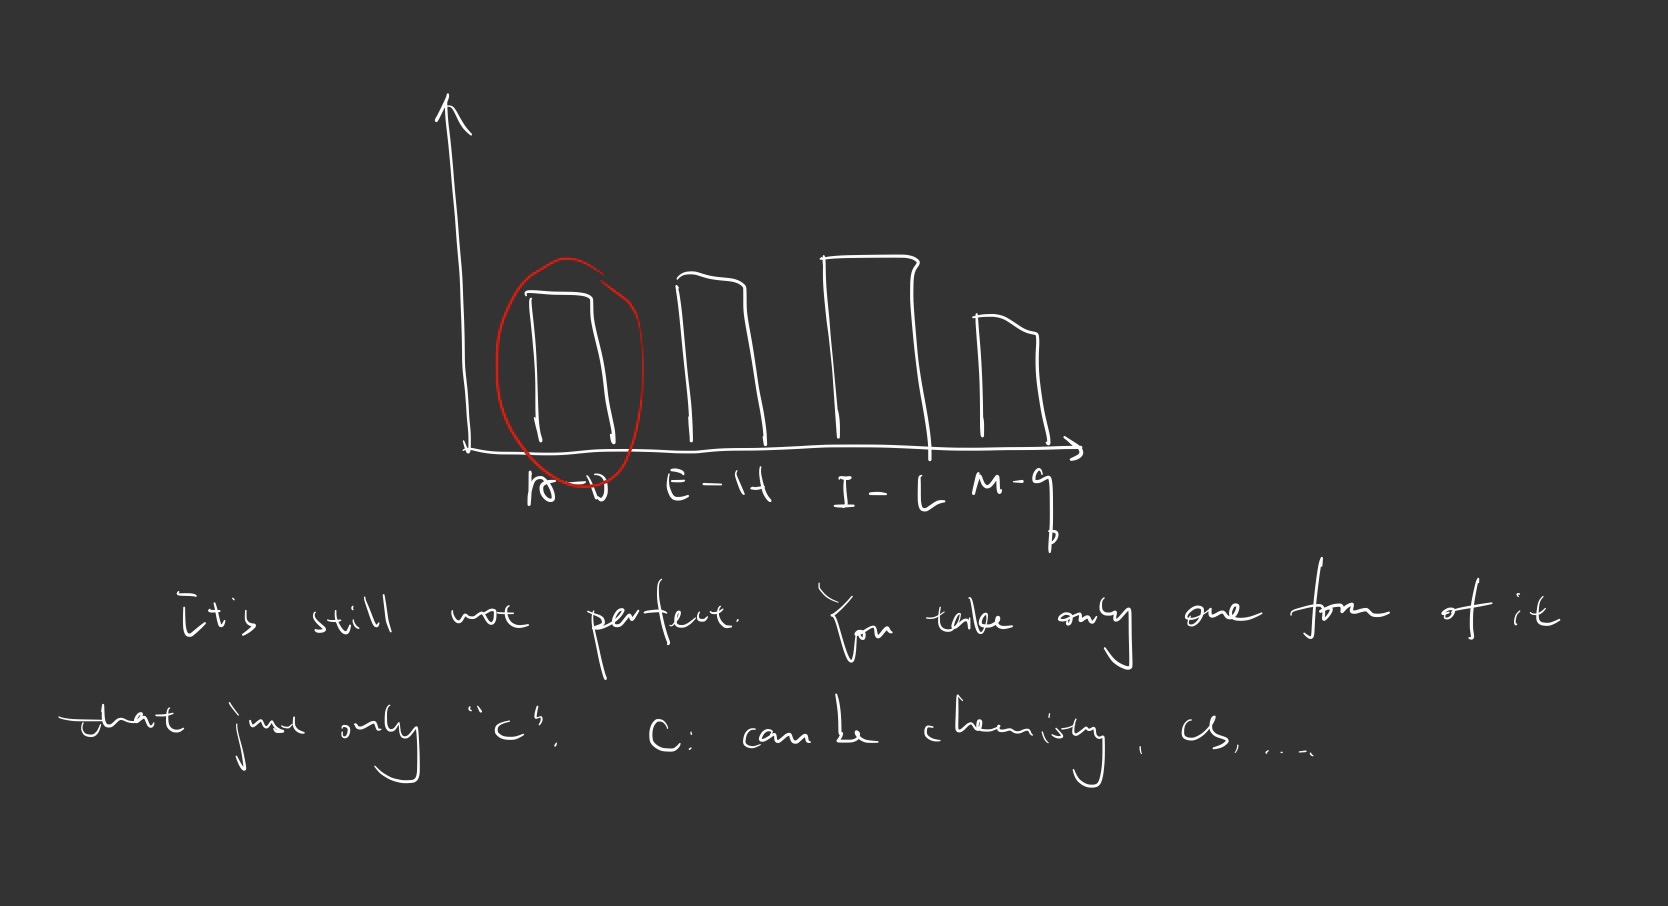 A-D E-H I-L M-q
p
It's still not perfect. You take only one form of it
that just only "c". C: can be chemistry, cs, ....